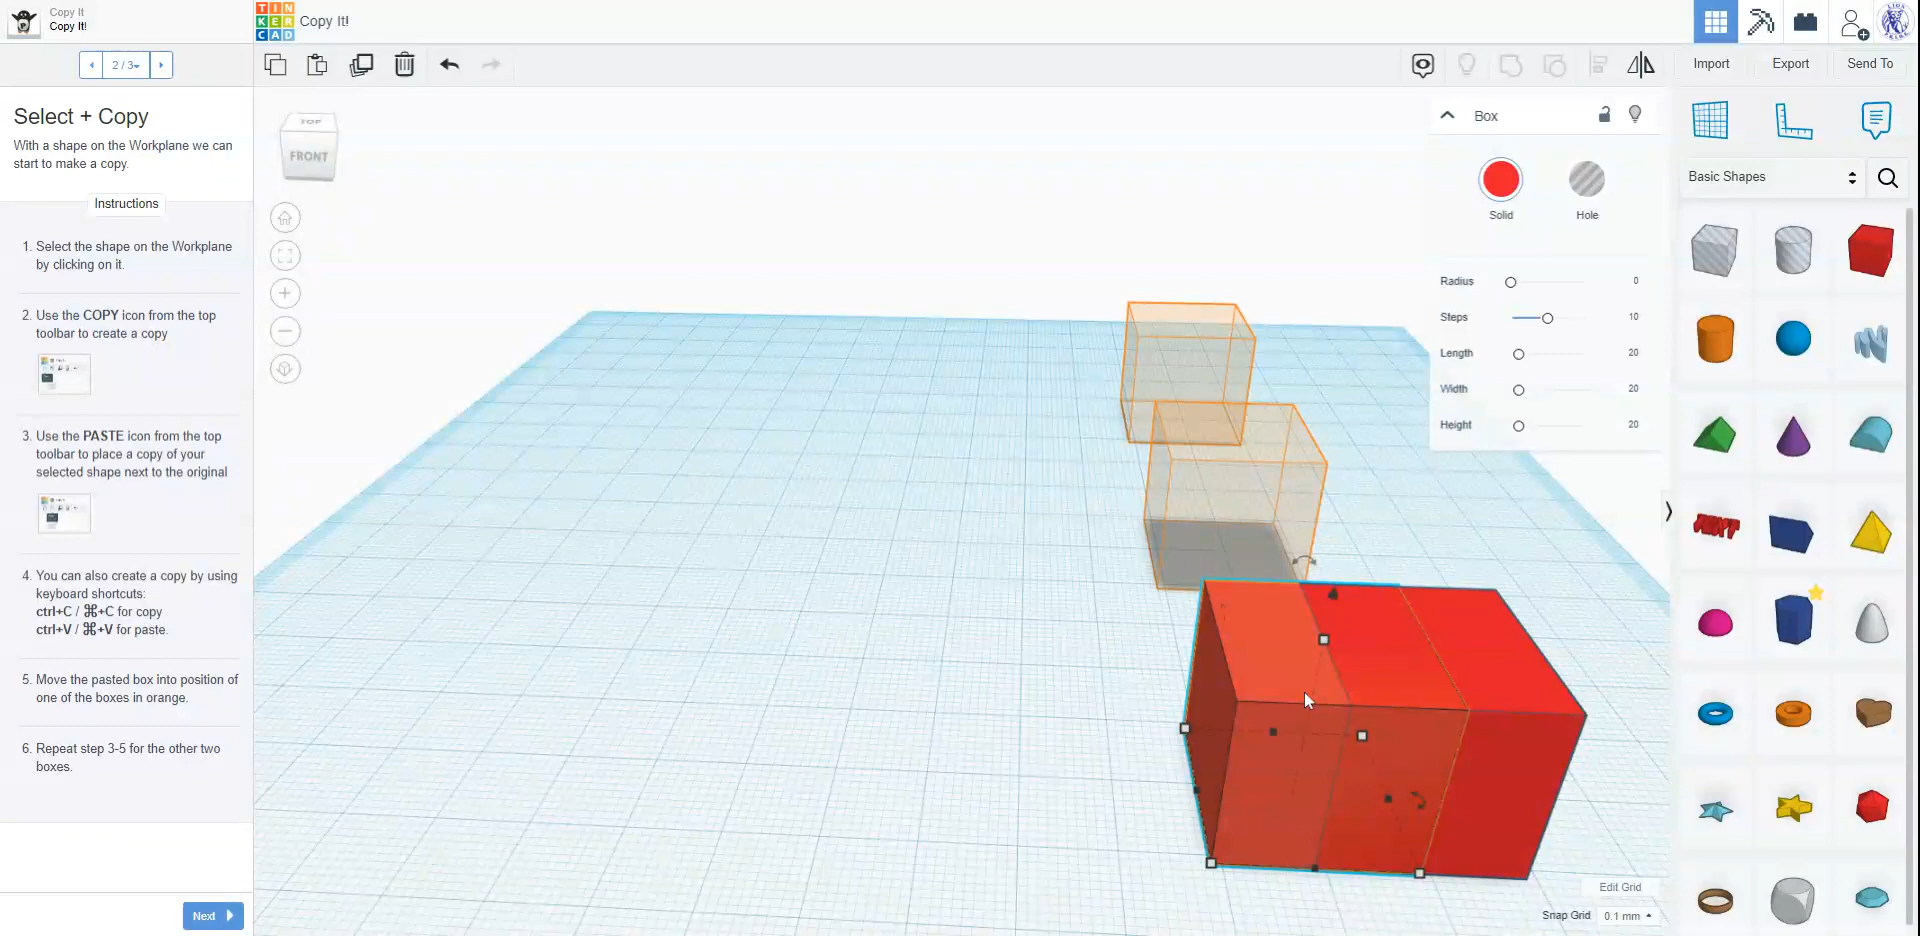 Copy It
Copy It!
TIN
KER
CAD
Copy It!
2 / 3
Import
Export
Send To
Select + Copy
With a shape on the Workplane we can
start to make a copy.
Instructions
1. Select the shape on the Workplane
by clicking on it.
2. Use the COPY icon from the top
toolbar to create a copy
3. Use the PASTE icon from the top
toolbar to place a copy of your
selected shape next to the original
4. You can also create a copy by using
keyboard shortcuts:
ctrl+C / ⌘+C for copy
ctrl+V / ⌘+V for paste.
5. Move the pasted box into position of
one of the boxes in orange.
6. Repeat step 3-5 for the other two
boxes.
Next
TOP
FRONT
Box
Solid
Hole
Radius 0
Steps 10
Length 20
Width 20
Height 20
Edit Grid
Snap Grid 0.1 mm
Basic Shapes